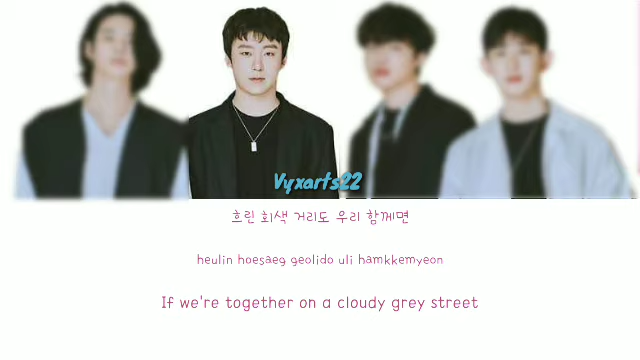 Vyxarts22
흐린 회색 거리도 우리 함께면
heulin hoesaeg geolido uli hamkkemyeon
If we're together on a cloudy grey street